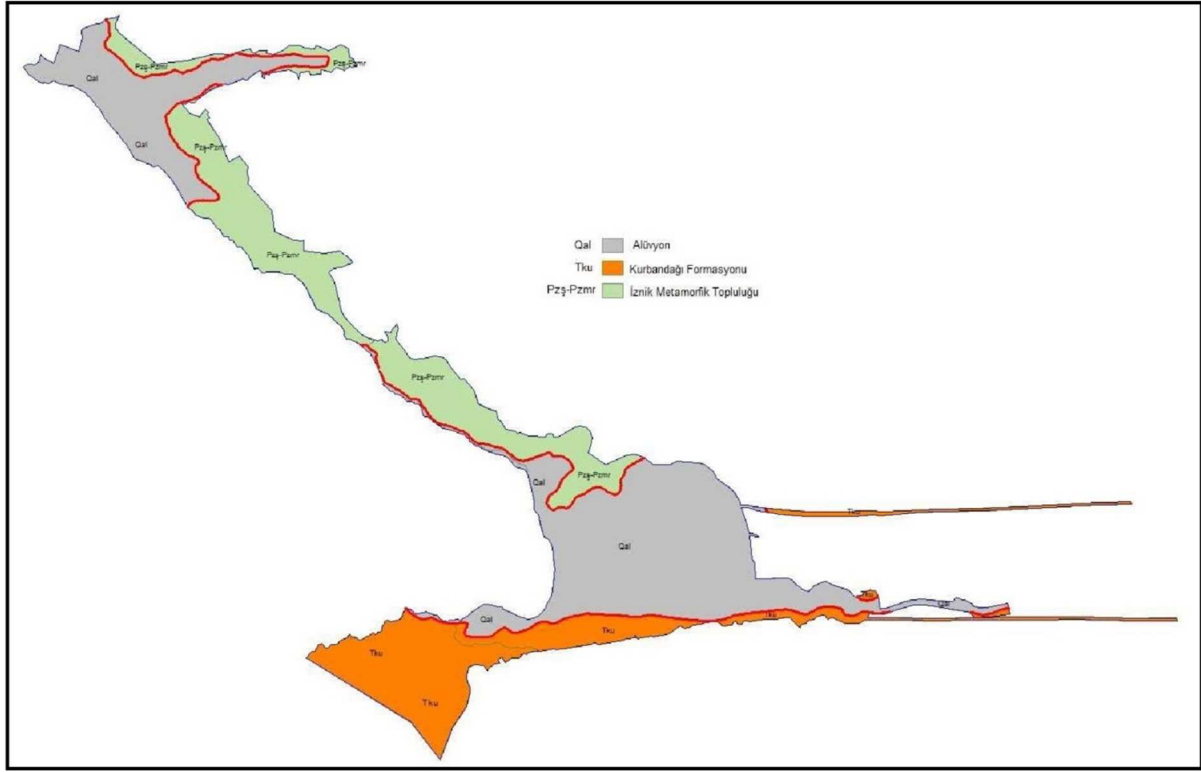 Pzş-Pzmr
Pzş-Pzmr
Qal
Qal
Pzş-Pzmr
Pzş-Pzmr
Qal Alüvyon
Tku Kurbandağı Formasyonu
Pzş-Pzmr İznik Metamorfik Topluluğu
Pzş-Pzmr
Pzş-Pzmr
Qal
Qal
Qal
Qal
Tku
Tku
Tku